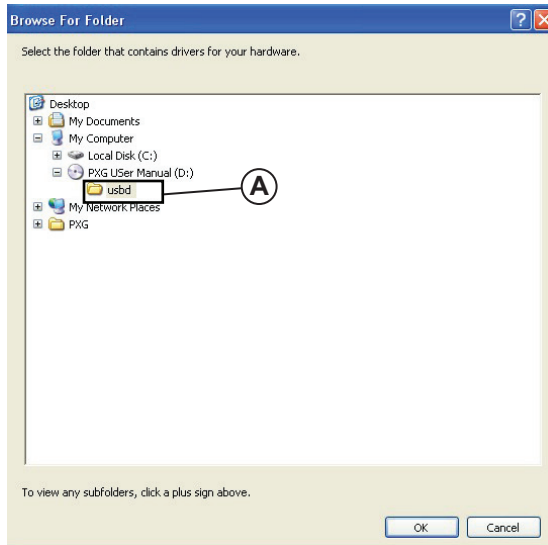 Browse For Folder
Select the folder that contains drivers for your hardware.
Desktop
My Documents
My Computer
Local Disk (C:)
PXG USer Manual (D:)
usbd
A
My Network Places
PXG
To view any subfolders, click a plus sign above.
OK Cancel